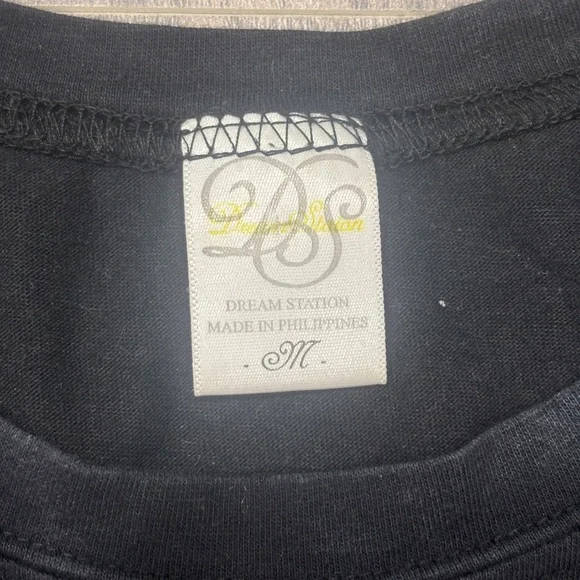 DS
Dream Station
DREAM STATION
MADE IN PHILIPPINES
- M -